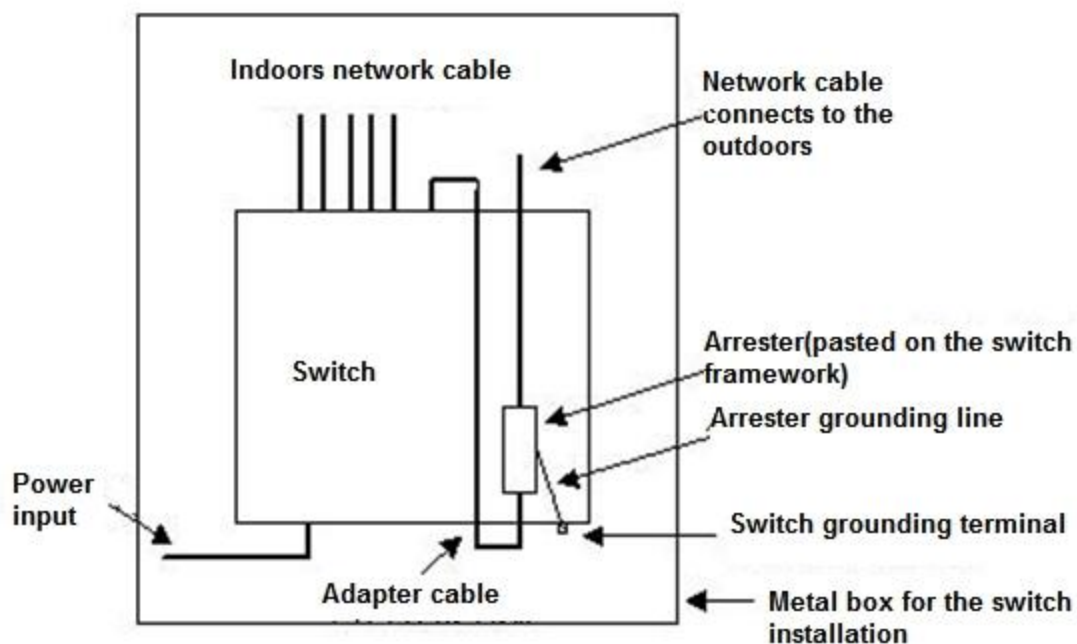 Indoors network cable
Network cable
connects to the
outdoors
Switch
Arrester(pasted on the switch
framework)
Arrester grounding line
Power
input
Switch grounding terminal
Adapter cable
Metal box for the switch
installation